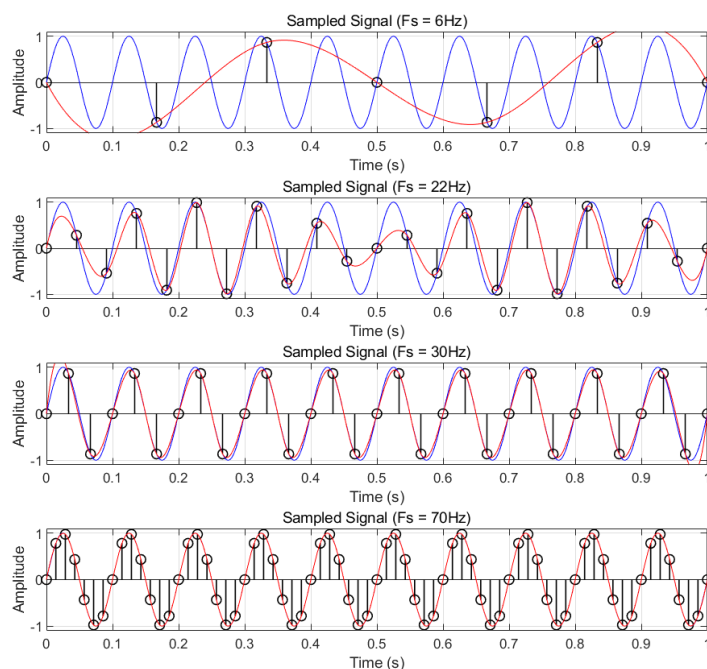 Sampled Signal (Fs = 6Hz)
Amplitude
1
0
-1
0 0.1 0.2 0.3 0.4 0.5 0.6 0.7 0.8 0.9 1
Time (s)
Sampled Signal (Fs = 22Hz)
Amplitude
1
0
-1
0 0.1 0.2 0.3 0.4 0.5 0.6 0.7 0.8 0.9 1
Time (s)
Sampled Signal (Fs = 30Hz)
Amplitude
1
0
-1
0 0.1 0.2 0.3 0.4 0.5 0.6 0.7 0.8 0.9 1
Time (s)
Sampled Signal (Fs = 70Hz)
Amplitude
1
0
-1
0 0.1 0.2 0.3 0.4 0.5 0.6 0.7 0.8 0.9 1
Time (s)